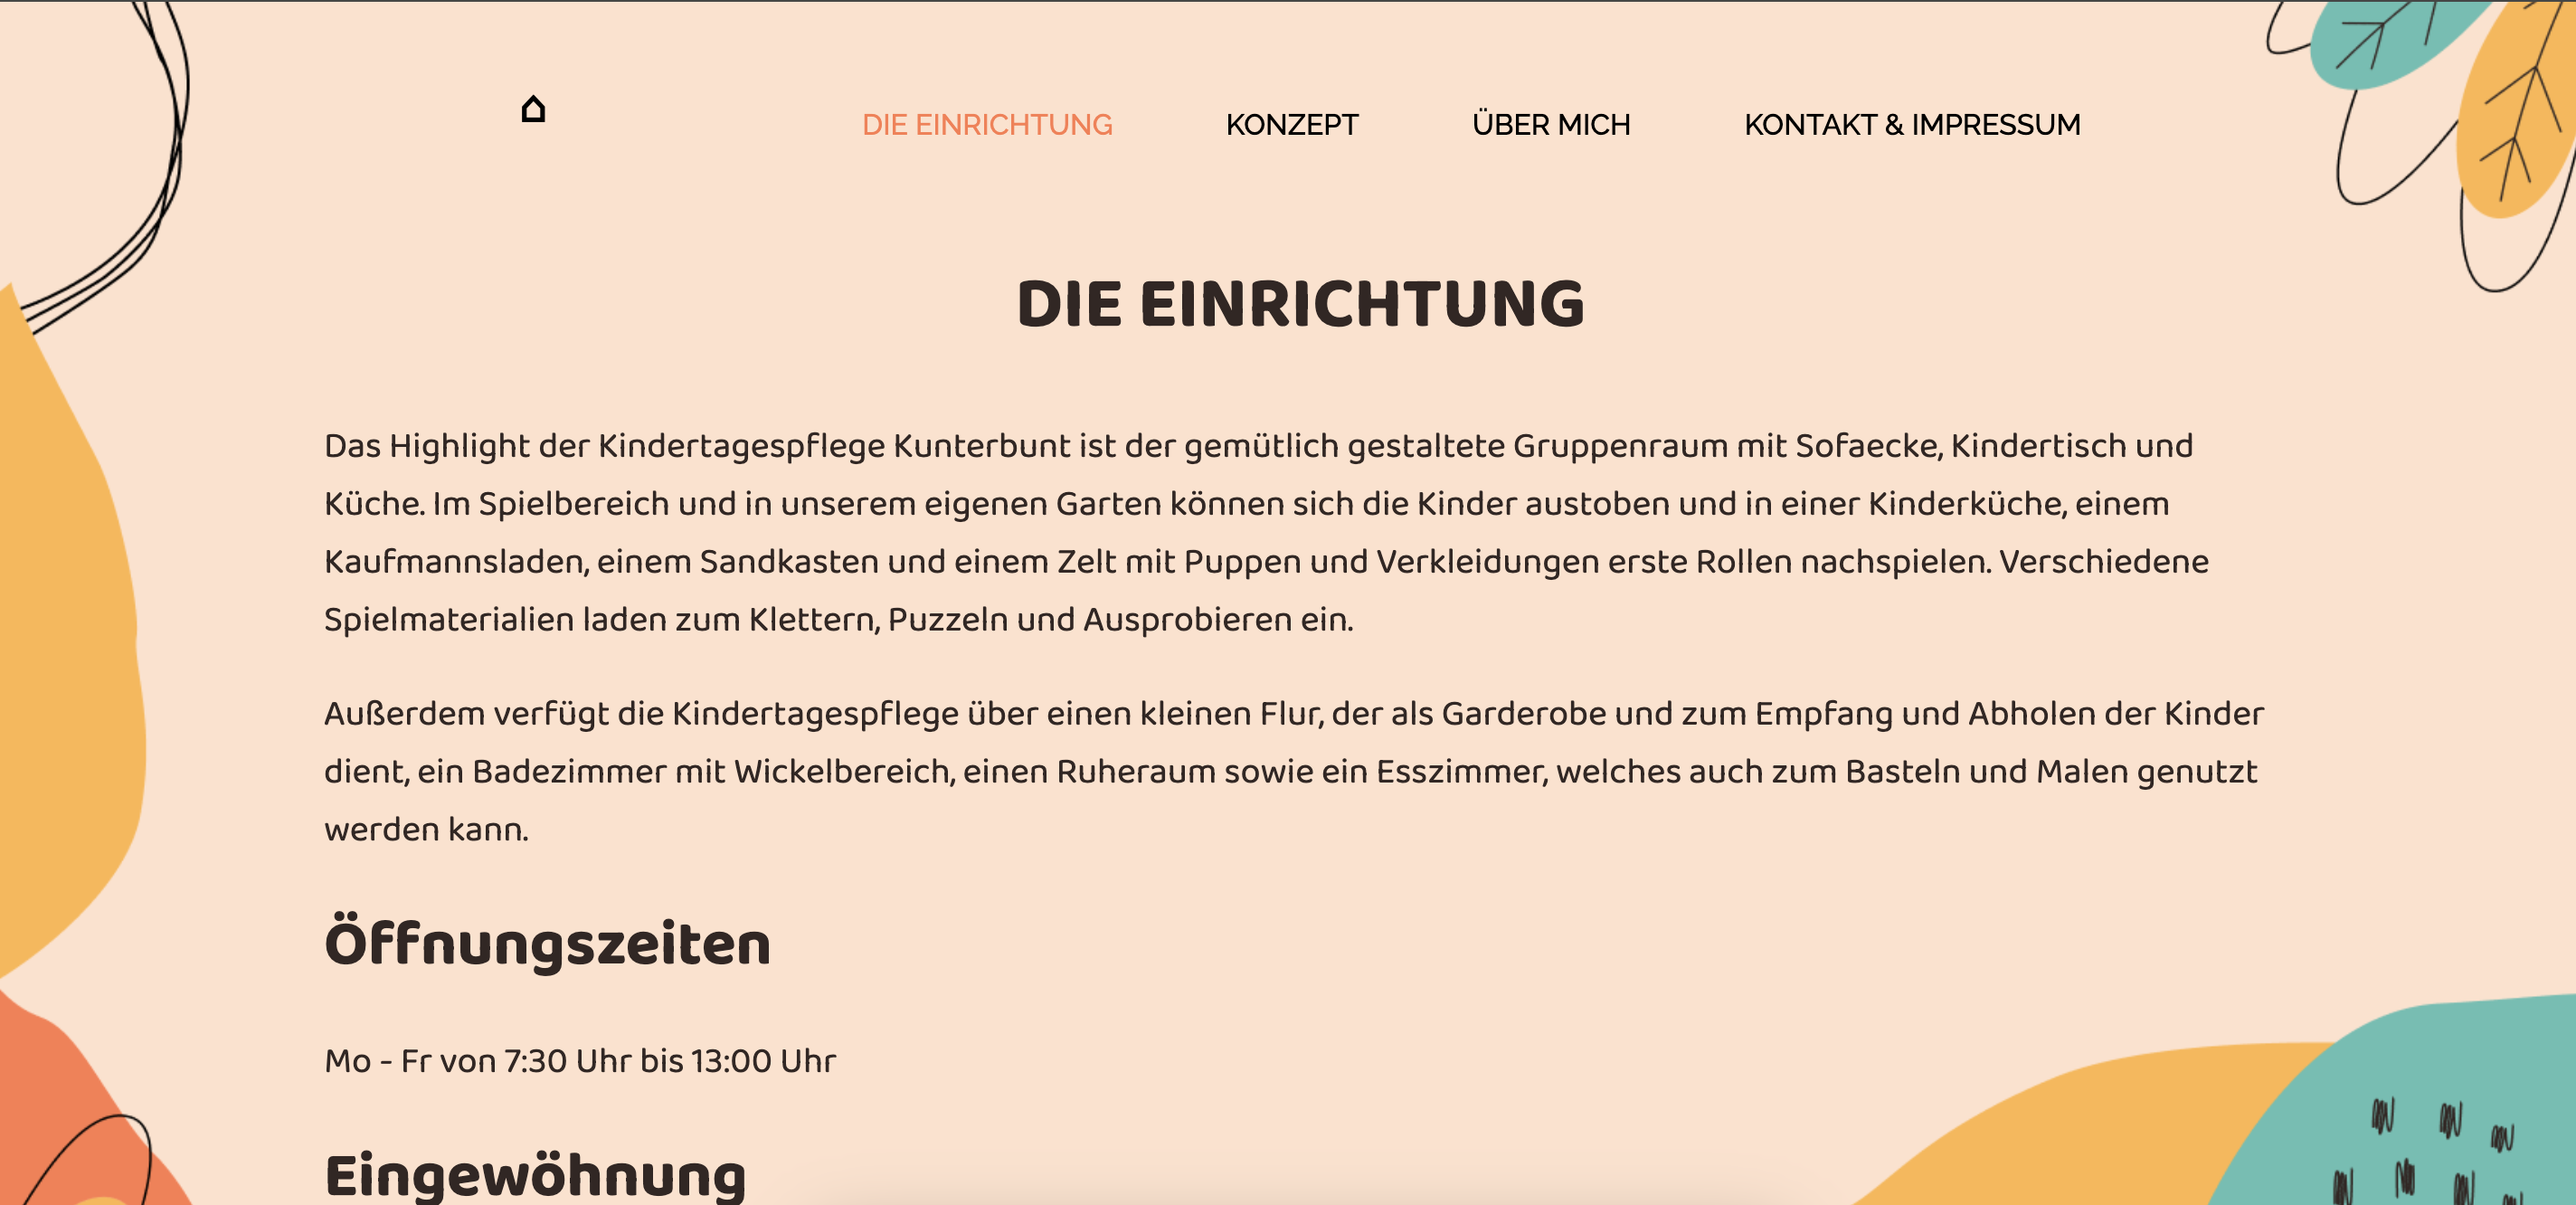 DIE EINRICHTUNG KONZEPT ÜBER MICH KONTAKT & IMPRESSUM
DIE EINRICHTUNG
Das Highlight der Kindertagespflege Kunterbunt ist der gemütlich gestaltete Gruppenraum mit Sofaecke, Kindertisch und
Küche. Im Spielbereich und in unserem eigenen Garten können sich die Kinder austoben und in einer Kinderküche, einem
Kaufmannsladen, einem Sandkasten und einem Zelt mit Puppen und Verkleidungen erste Rollen nachspielen. Verschiedene
Spielmaterialien laden zum Klettern, Puzzeln und Ausprobieren ein.
Außerdem verfügt die Kindertagespflege über einen kleinen Flur, der als Garderobe und zum Empfang und Abholen der Kinder
dient, ein Badezimmer mit Wickelbereich, einen Ruheraum sowie ein Esszimmer, welches auch zum Basteln und Malen genutzt
werden kann.
Öffnungszeiten
Mo - Fr von 7:30 Uhr bis 13:00 Uhr
Eingewöhnung